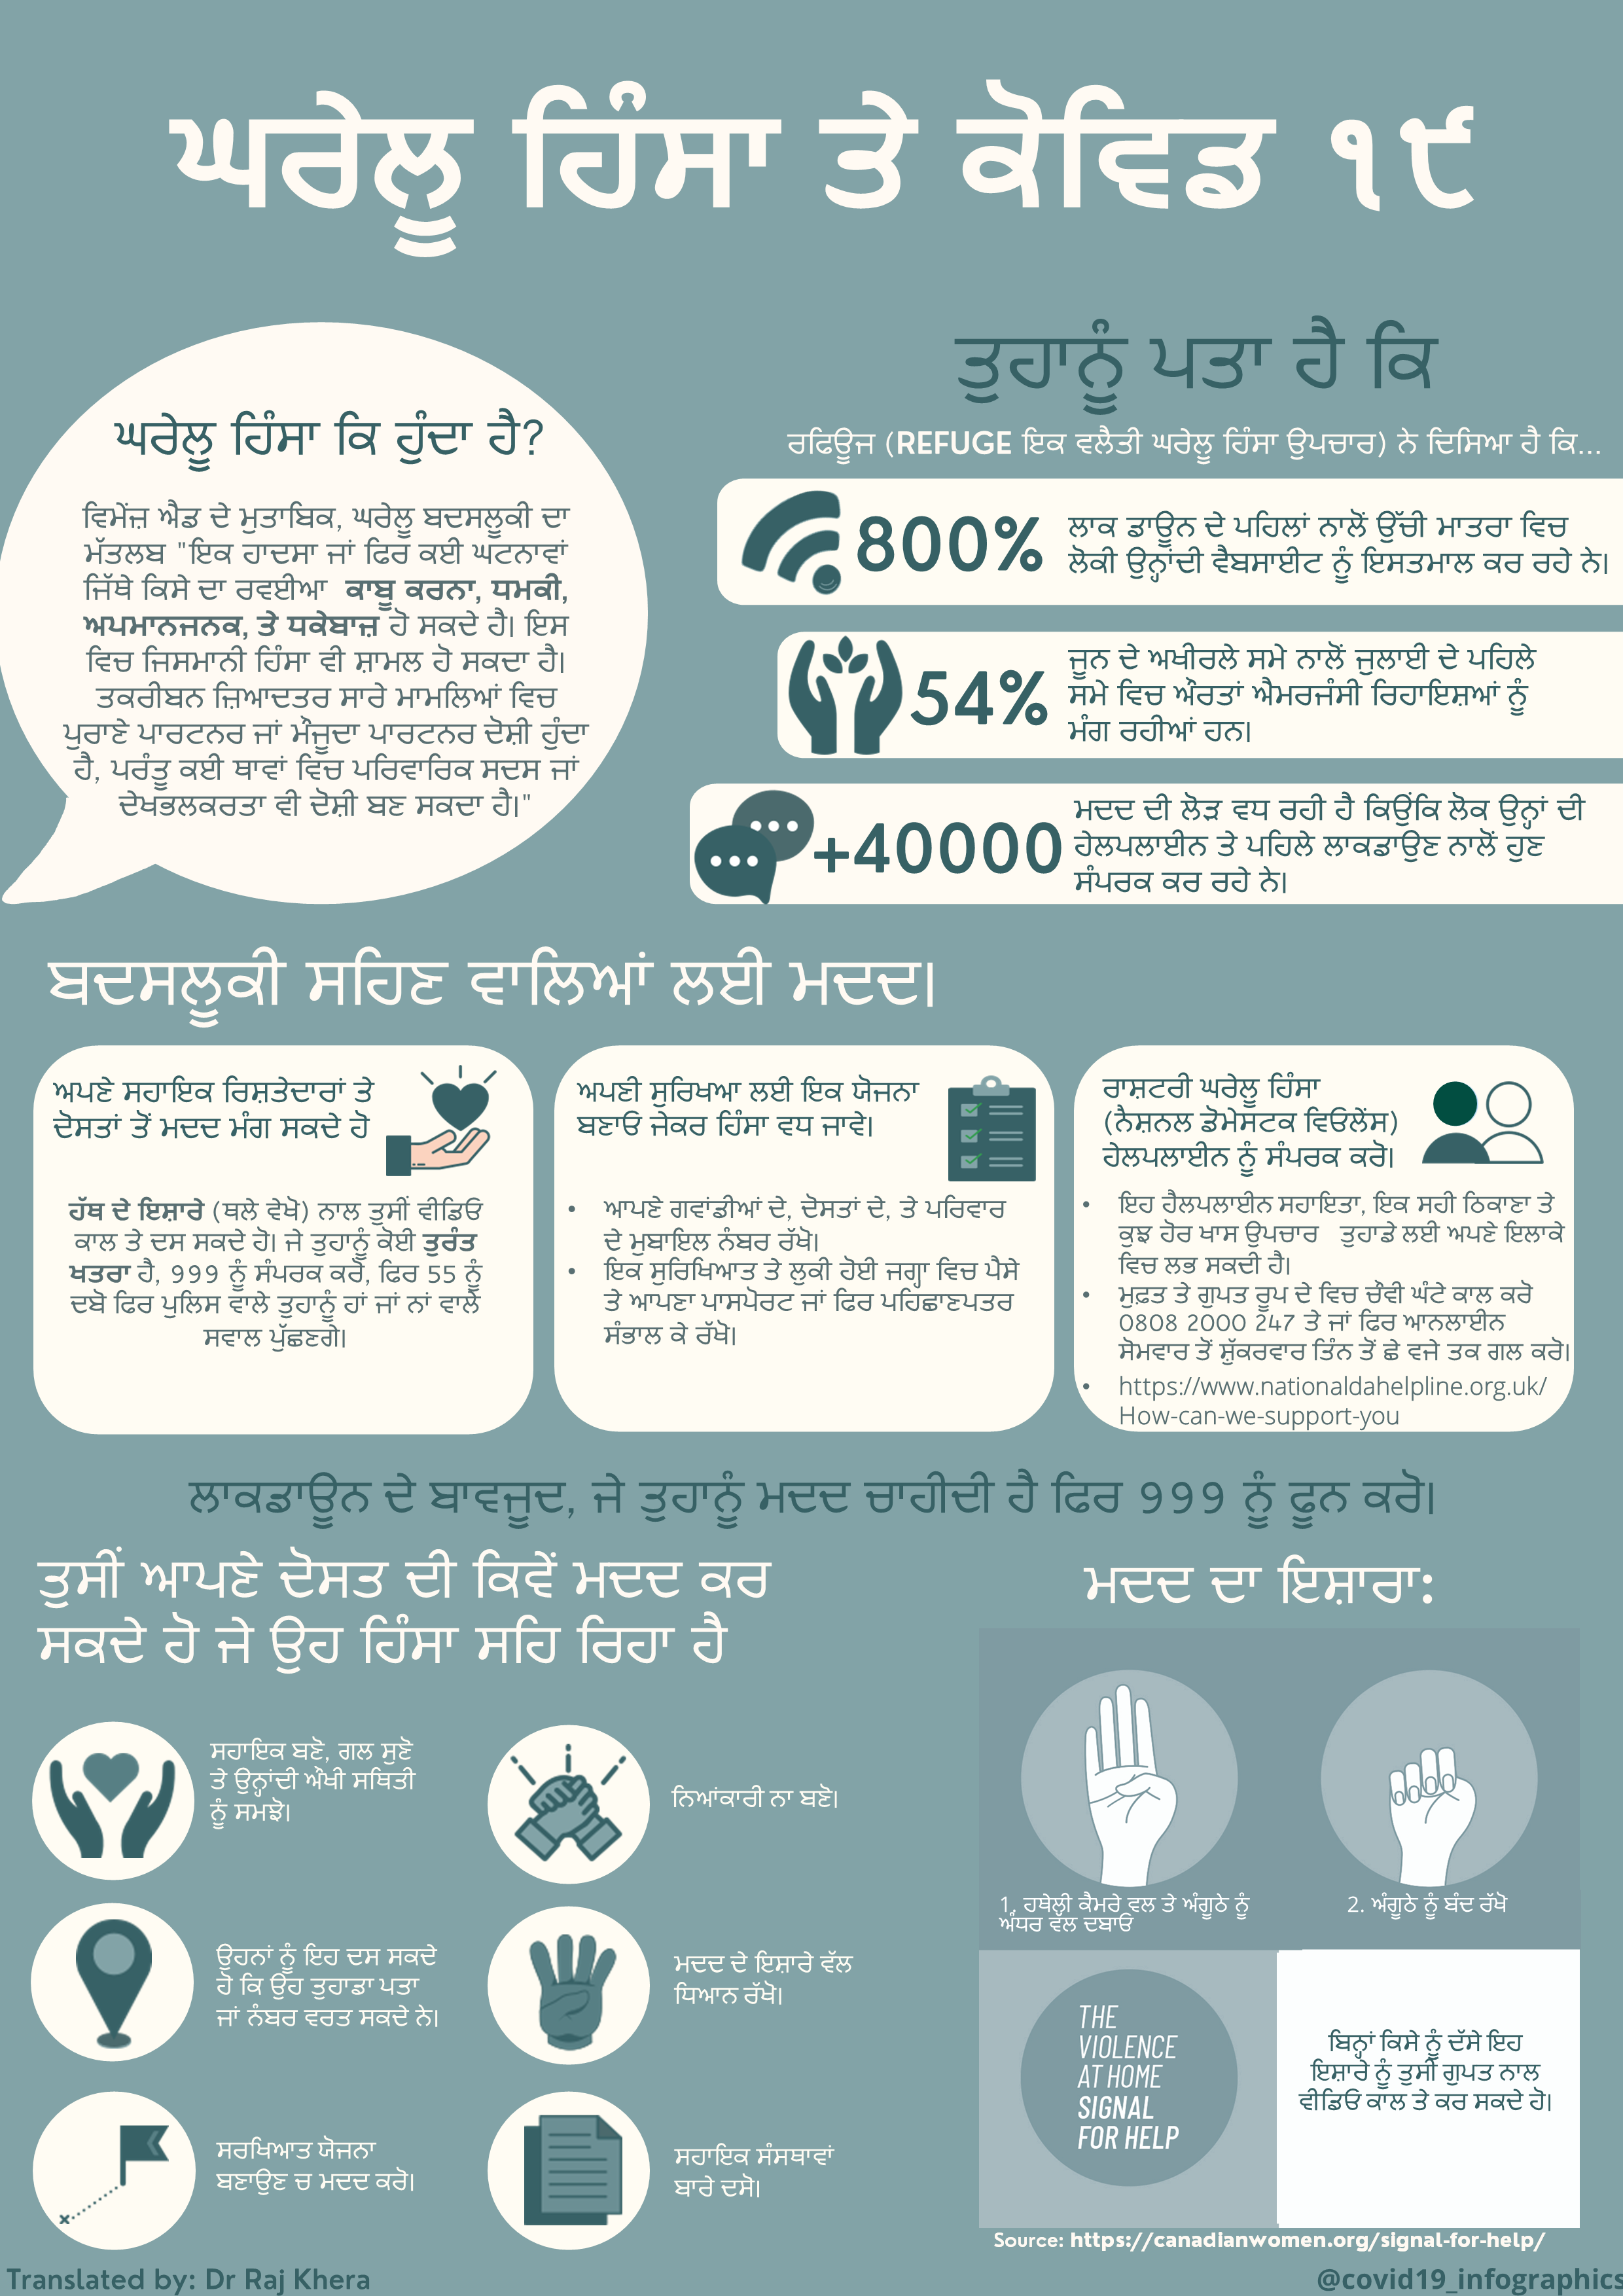 ਘਰੇਲੂ ਹਿੰਸਾ ਤੇ ਕੋਵਿਡ ੧੯
ਘਰੇਲੂ ਹਿੰਸਾ ਕਿ ਹੁੰਦਾ ਹੈ?
ਵਿਮੇਂਜ਼ ਐਡ ਦੇ ਮੁਤਾਬਿਕ, ਘਰੇਲੂ ਬਦਸਲੂਕੀ ਦਾ
ਮੱਤਲਬ "ਇਕ ਹਾਦਸਾ ਜਾਂ ਫਿਰ ਕਈ ਘਟਨਾਵਾਂ
ਜਿੱਥੇ ਕਿਸੇ ਦਾ ਰਵਈਆ ਕਾਬੂ ਕਰਨਾ, ਧਮਕੀ,
ਅਪਮਾਨਜਨਕ, ਤੇ ਧਕੇਬਾਜ਼ ਹੋ ਸਕਦੇ ਹੈ। ਇਸ
ਵਿਚ ਜਿਸਮਾਨੀ ਹਿੰਸਾ ਵੀ ਸ਼ਾਮਲ ਹੋ ਸਕਦਾ ਹੈ।
ਤਕਰੀਬਨ ਜ਼ਿਆਦਤਰ ਸਾਰੇ ਮਾਮਲਿਆਂ ਵਿਚ
ਪੁਰਾਣੇ ਪਾਰਟਨਰ ਜਾਂ ਮੌਜੂਦਾ ਪਾਰਟਨਰ ਦੋਸ਼ੀ ਹੁੰਦਾ
ਹੈ, ਪਰੰਤੂ ਕਈ ਥਾਵਾਂ ਵਿਚ ਪਰਿਵਾਰਿਕ ਸਦਸ ਜਾਂ
ਦੇਖਭਲਕਰਤਾ ਵੀ ਦੋਸ਼ੀ ਬਣ ਸਕਦਾ ਹੈ।"
ਤੁਹਾਨੂੰ ਪਤਾ ਹੈ ਕਿ
ਰਫਿਊਜ (REFUGE ਇਕ ਵਲੈਤੀ ਘਰੇਲੂ ਹਿੰਸਾ ਉਪਚਾਰ) ਨੇ ਦਿਸਿਆ ਹੈ ਕਿ...
800%
ਲਾਕ ਡਾਊਨ ਦੇ ਪਹਿਲਾਂ ਨਾਲੋਂ ਉੱਚੀ ਮਾਤਰਾ ਵਿਚ
ਲੋਕੀ ਉਨ੍ਹਾਂਦੀ ਵੈਬਸਾਈਟ ਨੂੰ ਇਸਤਮਾਲ ਕਰ ਰਹੇ ਨੇ।
54%
ਜੂਨ ਦੇ ਅਖੀਰਲੇ ਸਮੇ ਨਾਲੋਂ ਜੁਲਾਈ ਦੇ ਪਹਿਲੇ
ਸਮੇ ਵਿਚ ਔਰਤਾਂ ਐਮਰਜੰਸੀ ਰਿਹਾਇਸ਼ਆਂ ਨੂੰ
ਮੰਗ ਰਹੀਆਂ ਹਨ।
+40000
ਮਦਦ ਦੀ ਲੋੜ ਵਧ ਰਹੀ ਹੈ ਕਿਉਂਕਿ ਲੋਕ ਉਨ੍ਹਾਂ ਦੀ
ਹੇਲਪਲਾਈਨ ਤੇ ਪਹਿਲੇ ਲਾਕਡਾਉਣ ਨਾਲੋਂ ਹੁਣ
ਸੰਪਰਕ ਕਰ ਰਹੇ ਨੇ।
ਬਦਸਲੂਕੀ ਸਹਿਣ ਵਾਲਿਆਂ ਲਈ ਮਦਦ।
ਅਪਣੇ ਸਹਾਇਕ ਰਿਸ਼ਤੇਦਾਰਾਂ ਤੇ
ਦੋਸਤਾਂ ਤੋਂ ਮਦਦ ਮੰਗ ਸਕਦੇ ਹੋ
ਹੱਥ ਦੇ ਇਸ਼ਾਰੇ (ਥਲੇ ਵੇਖੋ) ਨਾਲ ਤੁਸੀਂ ਵੀਡਿਓ
ਕਾਲ ਤੇ ਦਸ ਸਕਦੇ ਹੋ। ਜੇ ਤੁਹਾਨੂੰ ਕੋਈ ਤੁਰੰਤ
ਖਤਰਾ ਹੈ, 999 ਨੂੰ ਸੰਪਰਕ ਕਰੋਂ, ਫਿਰ 55 ਨੂੰ
ਦਬੋ ਫਿਰ ਪੁਲਿਸ ਵਾਲੇ ਤੁਹਾਨੂੰ ਹਾਂ ਜਾਂ ਨਾਂ ਵਾਲੇ
ਸਵਾਲ ਪੁੱਛਣਗੇ।
ਅਪਣੀ ਸੁਰਿਖਆ ਲਈ ਇਕ ਯੋਜਨਾ
ਬਣਾਓ ਜੇਕਰ ਹਿੰਸਾ ਵਧ ਜਾਵੇ।
• ਆਪਣੇ ਗਵਾਂਡੀਆਂ ਦੇ, ਦੋਸਤਾਂ ਦੇ, ਤੇ ਪਰਿਵਾਰ
ਦੇ ਮੁਬਾਇਲ ਨੰਬਰ ਰੱਖੋ।
• ਇਕ ਸੁਰਿਖਿਆਤ ਤੇ ਲੁਕੀ ਹੋਈ ਜਗ੍ਹਾ ਵਿਚ ਪੈਸੇ
ਤੇ ਆਪਣਾ ਪਾਸਪੋਰਟ ਜਾਂ ਫਿਰ ਪਹਿਛਾਣਪਤਰ
ਸੰਭਾਲ ਕੇ ਰੱਖੋ।
ਰਾਸ਼ਟਰੀ ਘਰੇਲੂ ਹਿੰਸਾ
(ਨੈਸ਼ਨਲ ਡੋਮੇਸਟਕ ਵਿਓਲੇਂਸ)
ਹੇਲਪਲਾਈਨ ਨੂੰ ਸੰਪਰਕ ਕਰੋ।
• ਇਹ ਹੈਲਪਲਾਈਨ ਸਹਾਇਤਾ, ਇਕ ਸਹੀ ਠਿਕਾਣਾ ਤੇ
ਕੁਝ ਹੋਰ ਖਾਸ ਉਪਚਾਰ ਤੁਹਾਡੇ ਲਈ ਅਪਣੇ ਇਲਾਕੇ
ਵਿਚ ਲਭ ਸਕਦੀ ਹੈ।
• ਮੁਫ਼ਤ ਤੇ ਗੁਪਤ ਰੂਪ ਦੇ ਵਿਚ ਚੌਵੀ ਘੰਟੇ ਕਾਲ ਕਰੋ
0808 2000 247 ਤੇ ਜਾਂ ਫਿਰ ਆਨਲਾਈਨ
ਸੋਮਵਾਰ ਤੋਂ ਸ਼ੁੱਕਰਵਾਰ ਤਿੰਨ ਤੋਂ ਛੇ ਵਜੇ ਤਕ ਗਲ ਕਰੋ।
• https://www.nationaldahelpline.org.uk/
How-can-we-support-you
ਲਾਕਡਾਊਨ ਦੇ ਬਾਵਜੂਦ, ਜੇ ਤੁਹਾਨੂੰ ਮਦਦ ਚਾਹੀਦੀ ਹੈ ਫਿਰ 999 ਨੂੰ ਫੂਨ ਕਰੋ।
ਤੁਸੀਂ ਆਪਣੇ ਦੋਸਤ ਦੀ ਕਿਵੇਂ ਮਦਦ ਕਰ
ਸਕਦੇ ਹੋ ਜੇ ਉਹ ਹਿੰਸਾ ਸਹਿ ਰਿਹਾ ਹੈ
ਸਹਾਇਕ ਬਣੋ, ਗਲ ਸੁਣੋ
ਤੇ ਉਨ੍ਹਾਂਦੀ ਔਖੀ ਸਥਿਤੀ
ਨੂੰ ਸਮਝੋ।
ਨਿਆਂਕਾਰੀ ਨਾ ਬਣੋ।
ਉਹਨਾਂ ਨੂੰ ਇਹ ਦਸ ਸਕਦੇ
ਹੋ ਕਿ ਉਹ ਤੁਹਾਡਾ ਪਤਾ
ਜਾਂ ਨੰਬਰ ਵਰਤ ਸਕਦੇ ਨੇ।
ਮਦਦ ਦੇ ਇਸ਼ਾਰੇ ਵੱਲ
ਧਿਆਨ ਰੱਖੋ।
ਸਰਖਿਆਤ ਯੋਜਨਾ
ਬਣਾਉਣ ਚ ਮਦਦ ਕਰੋ।
ਸਹਾਇਕ ਸੰਸਥਾਵਾਂ
ਬਾਰੇ ਦਸੋ।
ਮਦਦ ਦਾ ਇਸ਼ਾਰਾ:
1. ਹਥੇਲੀ ਕੈਮਰੇ ਵਲ ਤੇ ਅੰਗੂਠੇ ਨੂੰ
ਅੰਧਰ ਵੱਲ ਦਬਾਓ
2. ਅੰਗੂਠੇ ਨੂੰ ਬੰਦ ਰੱਖੋ
THE
VIOLENCE
AT HOME
SIGNAL
FOR HELP
ਬਿਨ੍ਹਾਂ ਕਿਸੇ ਨੂੰ ਦੱਸੇ ਇਹ
ਇਸ਼ਾਰੇ ਨੂੰ ਤੁਸੀਂ ਗੁਪਤ ਨਾਲ
ਵੀਡਿਓ ਕਾਲ ਤੇ ਕਰ ਸਕਦੇ ਹੋ।
Source: https://canadianwomen.org/signal-for-help/
Translated by: Dr Raj Khera
@covid19_infographics